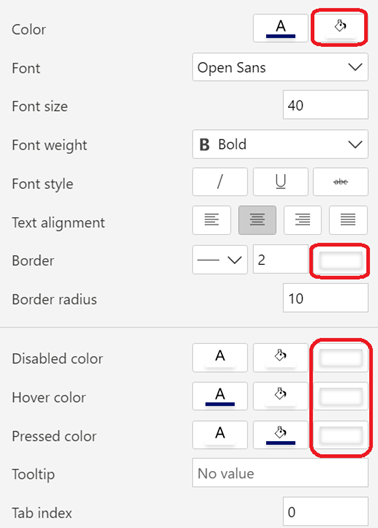 Color A
Font Open Sans
Font size 40
Font weight B Bold
Font style / U abc
Text alignment
Border 2
Border radius 10
Disabled color A
Hover color A
Pressed color A
Tooltip No value
Tab index 0